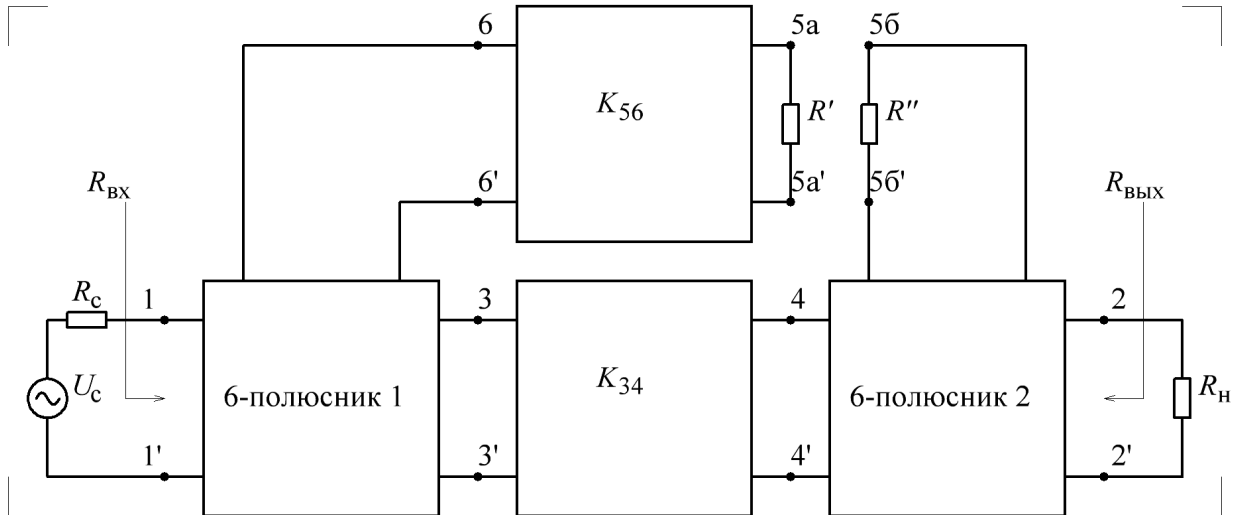 6 5а 5б
K56
R′ R″
6' 5а' 5б'
Rвх Rвых
Rс 1 3 4 2
Uс 6-полюсник 1 K34 6-полюсник 2 Rн
1' 3' 4' 2'